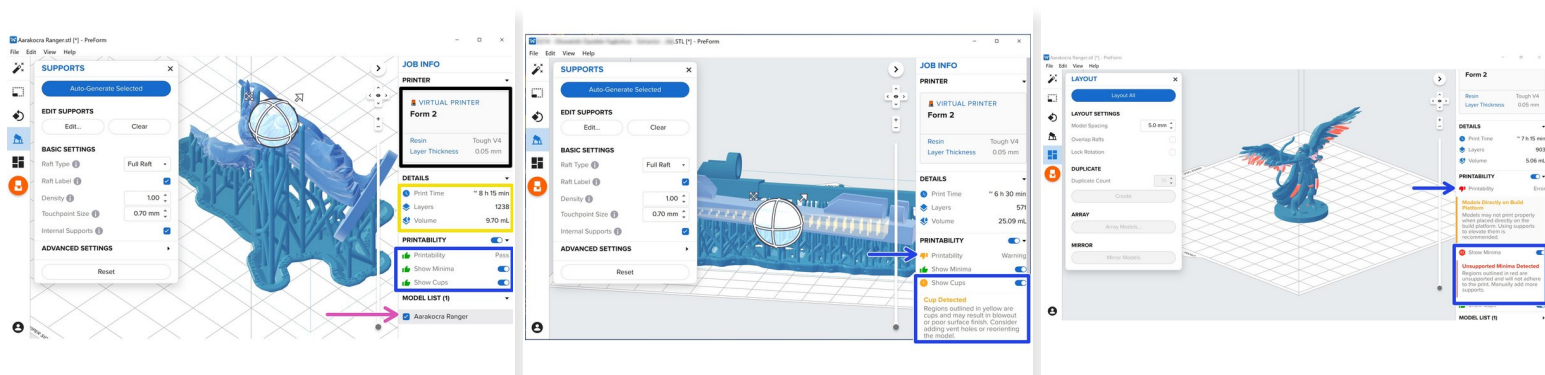 Aarakocra Ranger.stl [*] - PreForm
File Edit View Help
SUPPORTS
Auto-Generate Selected
EDIT SUPPORTS
Edit... Clear
BASIC SETTINGS
Raft Type Full Raft
Raft Label
Density 1.00
Touchpoint Size 0.70 mm
Internal Supports
ADVANCED SETTINGS
Reset
JOB INFO
PRINTER
VIRTUAL PRINTER
Form 2
Resin Tough V4
Layer Thickness 0.05 mm
DETAILS
Print Time ~ 8 h 15 min
Layers 1238
Volume 9.70 mL
PRINTABILITY
Printability Pass
Show Minima
Show Cups
MODEL LIST (1)
Aarakocra Ranger
.STL [*] - PreForm
File Edit View Help
SUPPORTS
Auto-Generate Selected
EDIT SUPPORTS
Edit... Clear
BASIC SETTINGS
Raft Type Full Raft
Raft Label
Density 1.00
Touchpoint Size 0.70 mm
Internal Supports
ADVANCED SETTINGS
Reset
JOB INFO
PRINTER
VIRTUAL PRINTER
Form 2
Resin Tough V4
Layer Thickness 0.05 mm
DETAILS
Print Time ~ 6 h 30 min
Layers 571
Volume 25.09 mL
PRINTABILITY
Printability Warning
Show Minima
Show Cups
Cup Detected
Regions outlined in yellow are
cups and may result in blowout
or poor surface finish. Consider
adding vent holes or reorienting
the model.
Aarakocra Ranger.stl [*] - PreForm
File Edit View Help
LAYOUT
Layout All
LAYOUT SETTINGS
Model Spacing 5.0 mm
Overlap Rafts
Lock Rotation
DUPLICATE
Duplicate Count
Create
ARRAY
Array Models...
MIRROR
Mirror Models...
Form 2
Resin Tough V4
Layer Thickness 0.05 mm
DETAILS
Print Time ~ 7 h 15 min
Layers 903
Volume 5.06 mL
PRINTABILITY
Printability Error
Models Directly on Build
Platform
Models may not print properly
when placed directly on the
build platform. Using supports
to elevate them is
recommended.
Show Minima
Unsupported Minima Detected
Regions outlined in red are
unsupported and will not adhere
to the print. Manually add more
supports.
MODEL LIST (1)